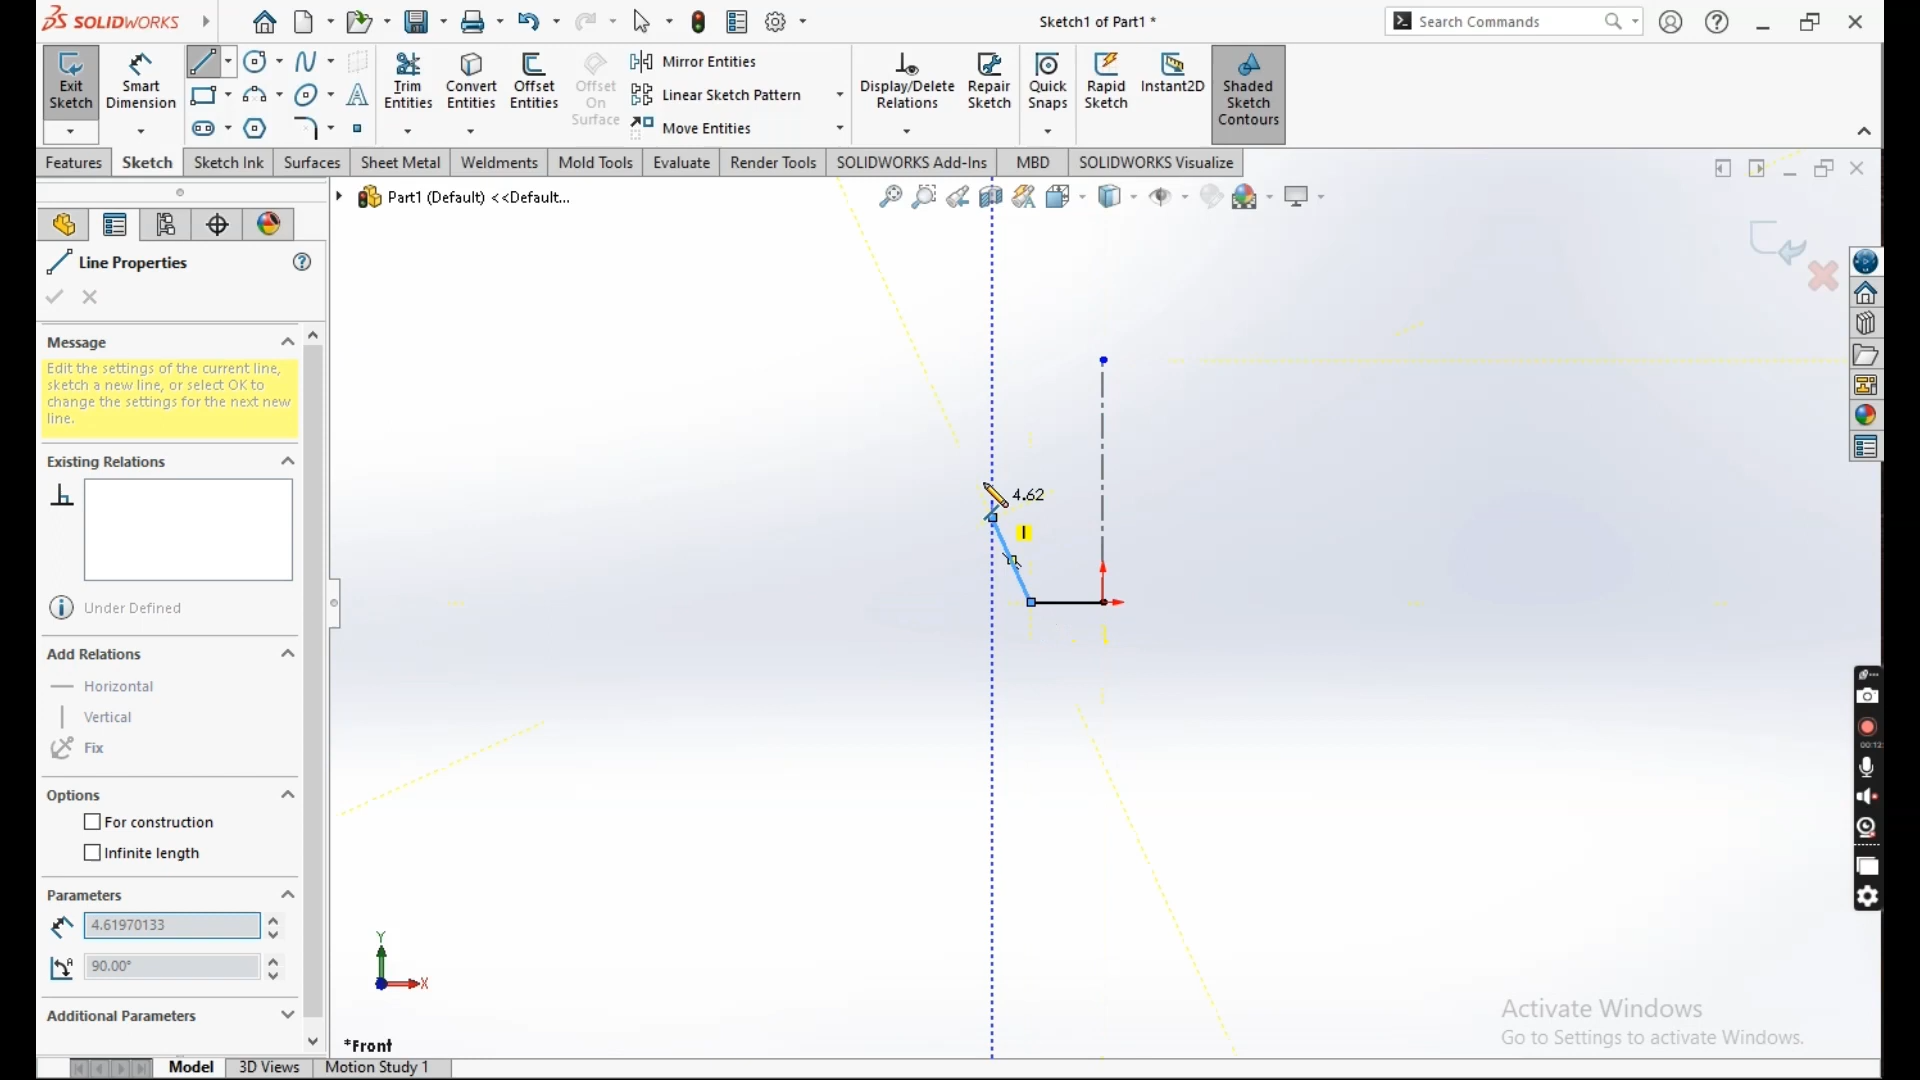 SOLIDWORKS
Sketch1 of Part1 *
Search Commands
Exit Sketch
Smart Dimension
Trim Entities
Convert Entities
Offset Entities
Offset On Surface
Mirror Entities
Linear Sketch Pattern
Move Entities
Display/Delete Relations
Repair Sketch
Quick Snaps
Rapid Sketch
Instant2D
Shaded Sketch Contours
Features
Sketch
Sketch Ink
Surfaces
Sheet Metal
Weldments
Mold Tools
Evaluate
Render Tools
SOLIDWORKS Add-Ins
MBD
SOLIDWORKS Visualize
Part1 (Default) <<Default...
Line Properties
Message
Edit the settings of the current line,
sketch a new line, or select OK to
change the settings for the next new
line.
Existing Relations
Under Defined
Add Relations
Horizontal
Vertical
Fix
Options
For construction
Infinite length
Parameters
4.61970133
90.00°
Additional Parameters
4.62
Y
X
*Front
00:12
Activate Windows
Go to Settings to activate Windows.
Model
3D Views
Motion Study 1